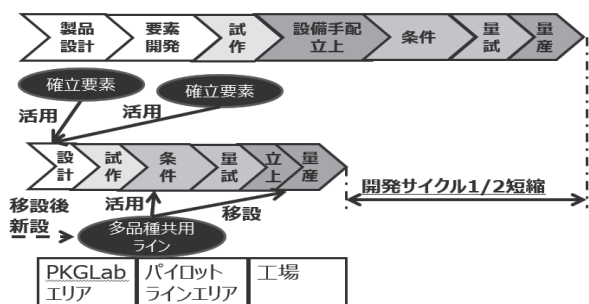 製品
設計
要素
開発
試
作
設備手配
立上
条件
量
試
量
産
確立要素
確立要素
活用
活用
設
計
試
作
条
件
量
試
立
上
量
産
開発サイクル1/2短縮
移設後
新設
活用
移設
多品種共用
ライン
PKGLab
エリア
パイロット
ラインエリア
工場